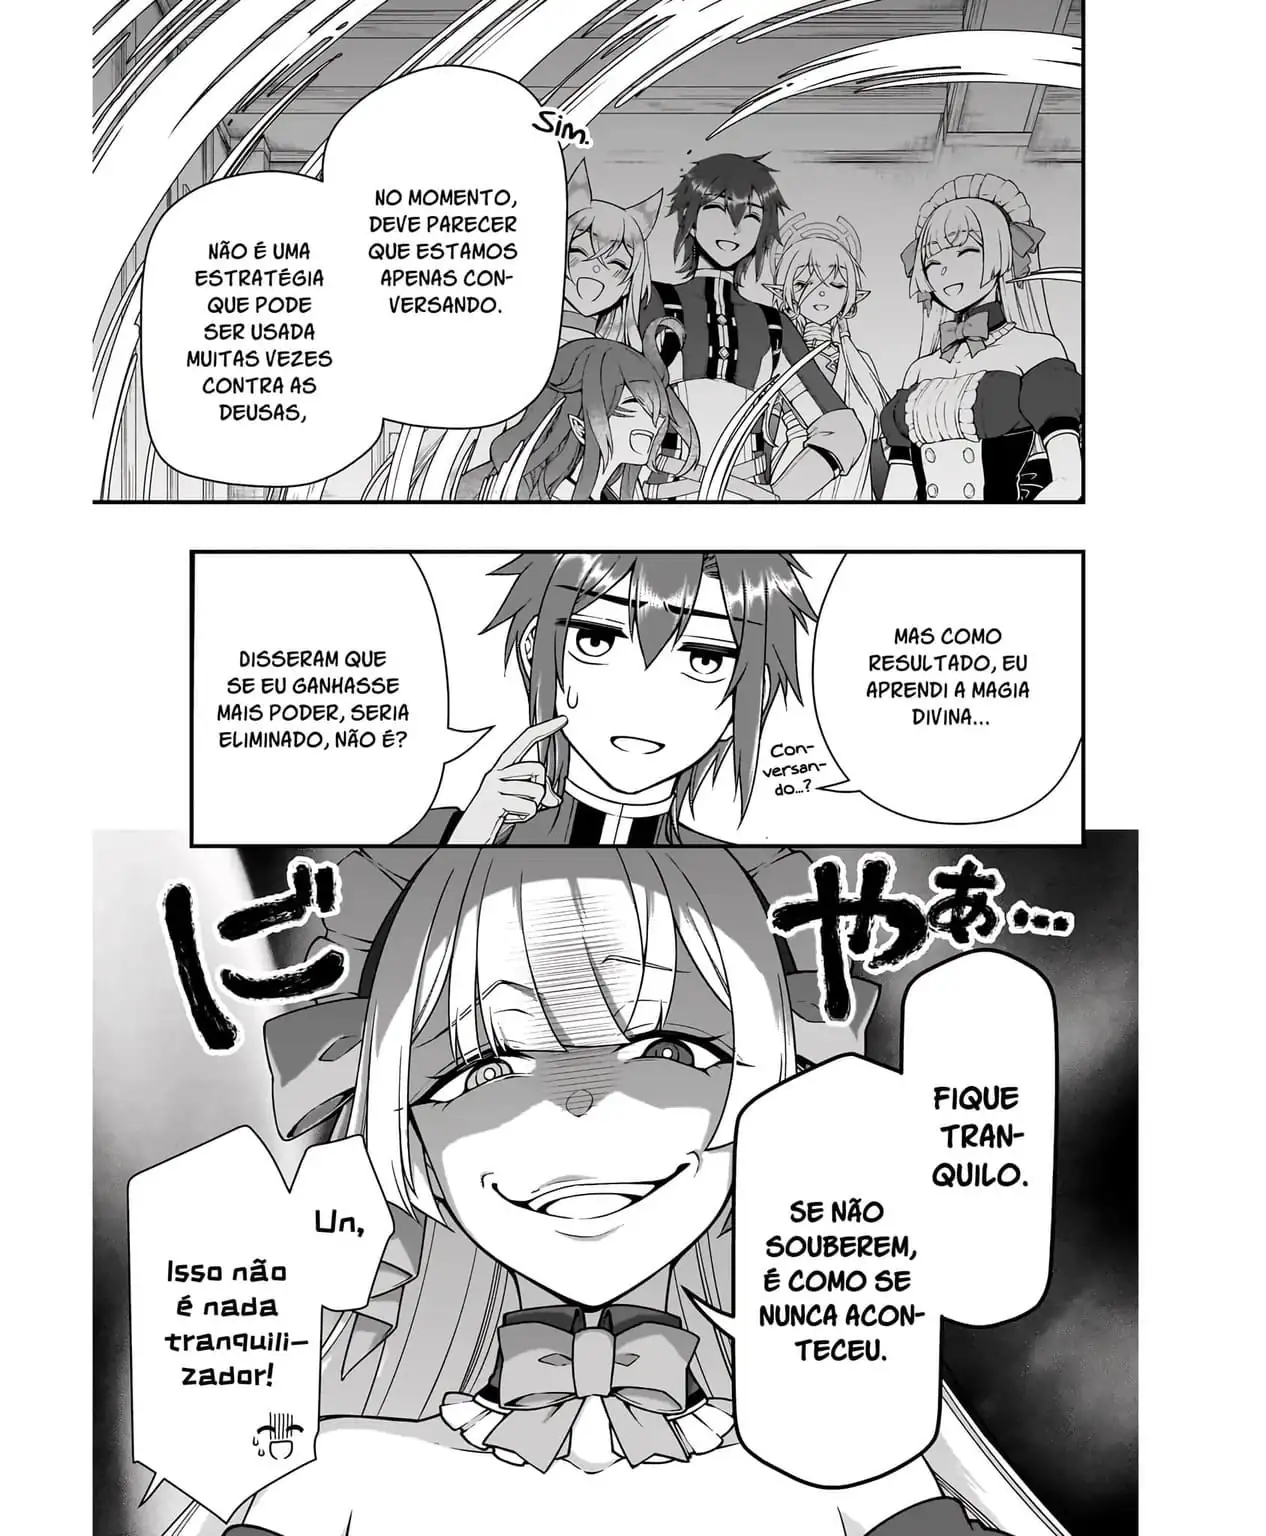 Sim.
NO MOMENTO,
DEVE PARECER
QUE ESTAMOS
APENAS CON-
VERSANDO.
NÃO É UMA
ESTRATÉGIA
QUE PODE
SER USADA
MUITAS VEZES
CONTRA AS
DEUSAS,
MAS COMO
RESULTADO, EU
APRENDI A MAGIA
DIVINA...
Con-
versan-
do...?
DISSERAM QUE
SE EU GANHASSE
MAIS PODER, SERIA
ELIMINADO, NÃO É?
にやぁ…
FIQUE
TRAN-
QUILO.
SE NÃO
SOUBEREM,
É COMO SE
NUNCA ACON-
TECEU.
Un,
Isso não
é nada
tranquili-
zador!